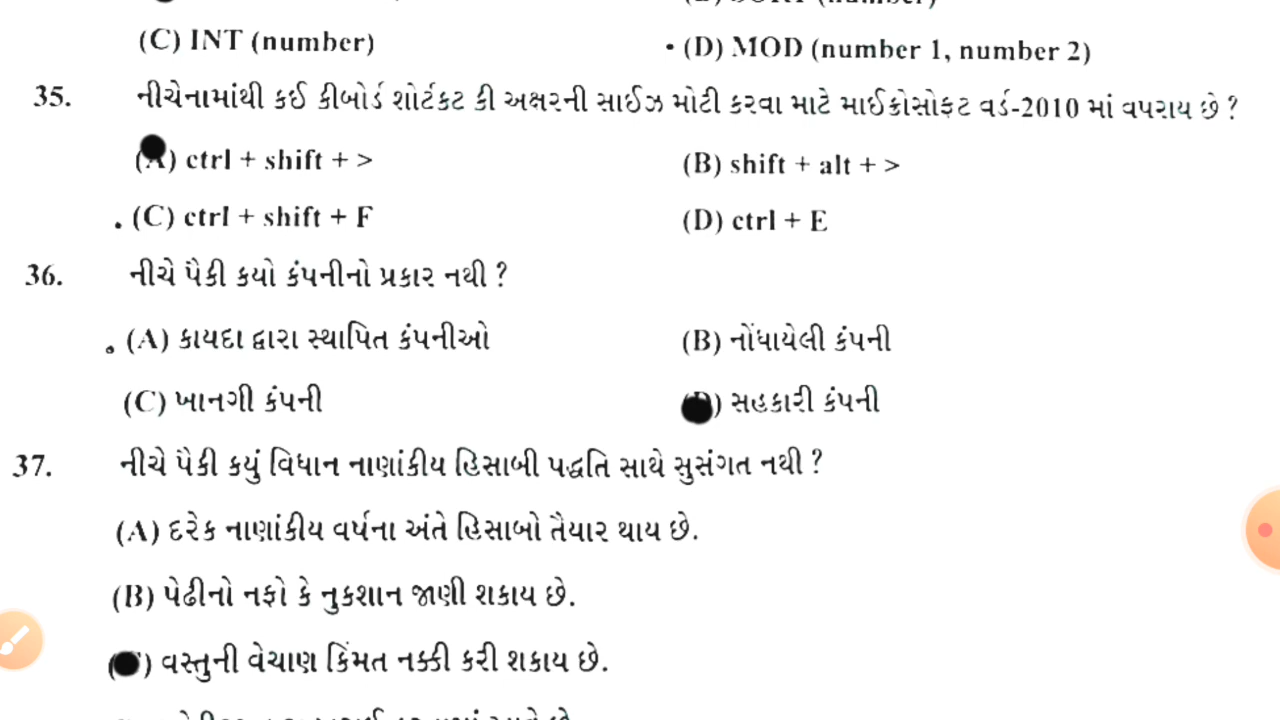 (C) INT (number)
(D) MOD (number 1, number 2)
35. નીચેનામાંથી કઈ કીબોર્ડ શોર્ટકટ કી અક્ષરની સાઈઝ મોટી કરવા માટે માઈક્રોસોફ્ટ વર્ડ-2010 માં વપરાય છે ?
(A) ctrl + shift + >
(B) shift + alt + >
(C) ctrl + shift + F
(D) ctrl + E
36. નીચે પૈકી કયો કંપનીનો પ્રકાર નથી ?
(A) કાયદા દ્વારા સ્થાપિત કંપનીઓ
(B) નોંધાયેલી કંપની
(C) ખાનગી કંપની
(D) સહકારી કંપની
37. નીચે પૈકી કયું વિધાન નાણાંકીય હિસાબી પદ્ધતિ સાથે સુસંગત નથી ?
(A) દરેક નાણાંકીય વર્ષના અંતે હિસાબો તૈયાર થાય છે.
(B) પેઢીનો નફો કે નુકશાન જાણી શકાય છે.
વસ્તુની વેચાણ કિંમત નક્કી કરી શકાય છે.